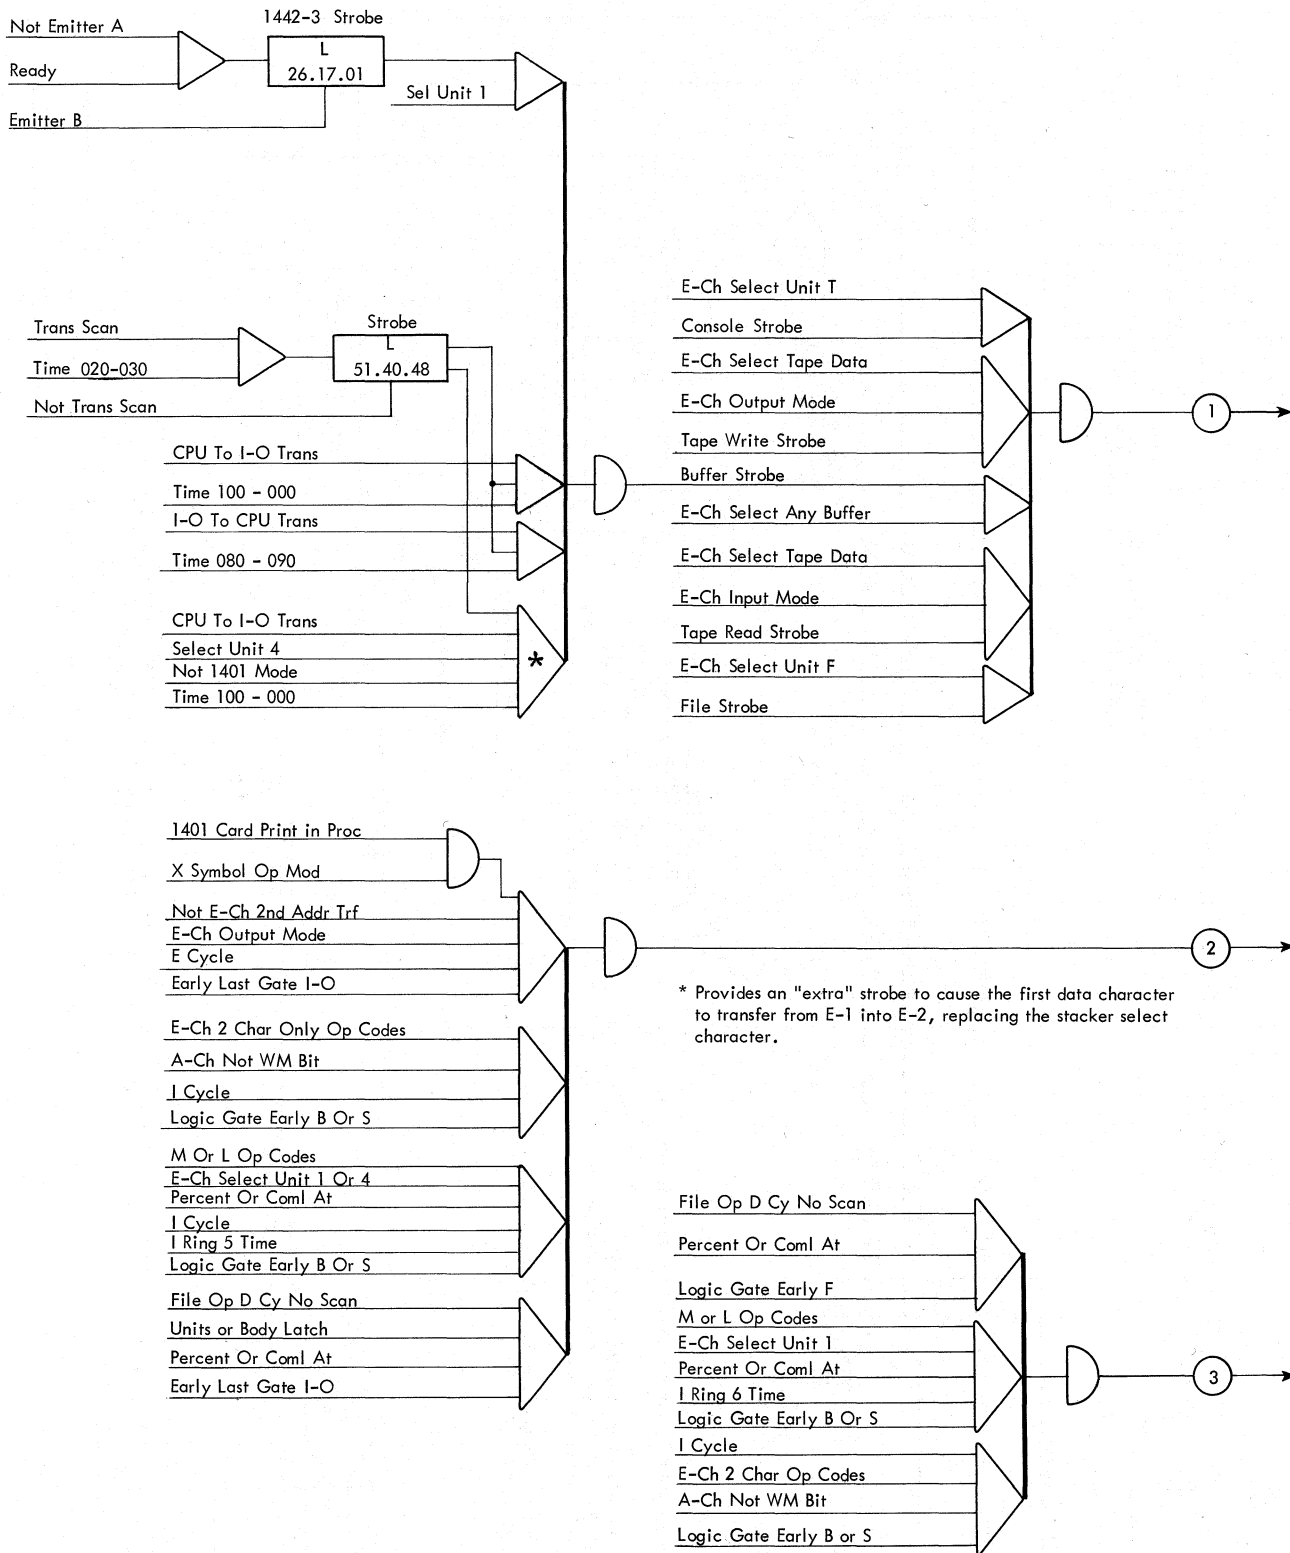 1442-3 Strobe
Not Emitter A
L
Ready
26.17.01
Sel Unit 1
Emitter B
E-Ch Select Unit T
Console Strobe
Trans Scan
Strobe
L
Time 020-030
51.40.48
Not Trans Scan
E-Ch Select Tape Data
E-Ch Output Mode
1
Tape Write Strobe
CPU To I-O Trans
Buffer Strobe
Time 100 - 000
I-O To CPU Trans
E-Ch Select Any Buffer
Time 080 - 090
E-Ch Select Tape Data
E-Ch Input Mode
CPU To I-O Trans
Tape Read Strobe
Select Unit 4
*
Not 1401 Mode
E-Ch Select Unit F
Time 100 - 000
File Strobe
1401 Card Print in Proc
X Symbol Op Mod
Not E-Ch 2nd Addr Trf
E-Ch Output Mode
2
E Cycle
Early Last Gate I-O
* Provides an "extra" strobe to cause the first data character
to transfer from E-1 into E-2, replacing the stacker select
character.
E-Ch 2 Char Only Op Codes
A-Ch Not WM Bit
I Cycle
Logic Gate Early B Or S
M Or L Op Codes
E-Ch Select Unit 1 Or 4
Percent Or Coml At
I Cycle
I Ring 5 Time
Logic Gate Early B Or S
File Op D Cy No Scan
Units or Body Latch
Percent Or Coml At
Early Last Gate I-O
File Op D Cy No Scan
Percent Or Coml At
Logic Gate Early F
M or L Op Codes
E-Ch Select Unit 1
Percent Or Coml At
3
I Ring 6 Time
Logic Gate Early B Or S
I Cycle
E-Ch 2 Char Op Codes
A-Ch Not WM Bit
Logic Gate Early B or S